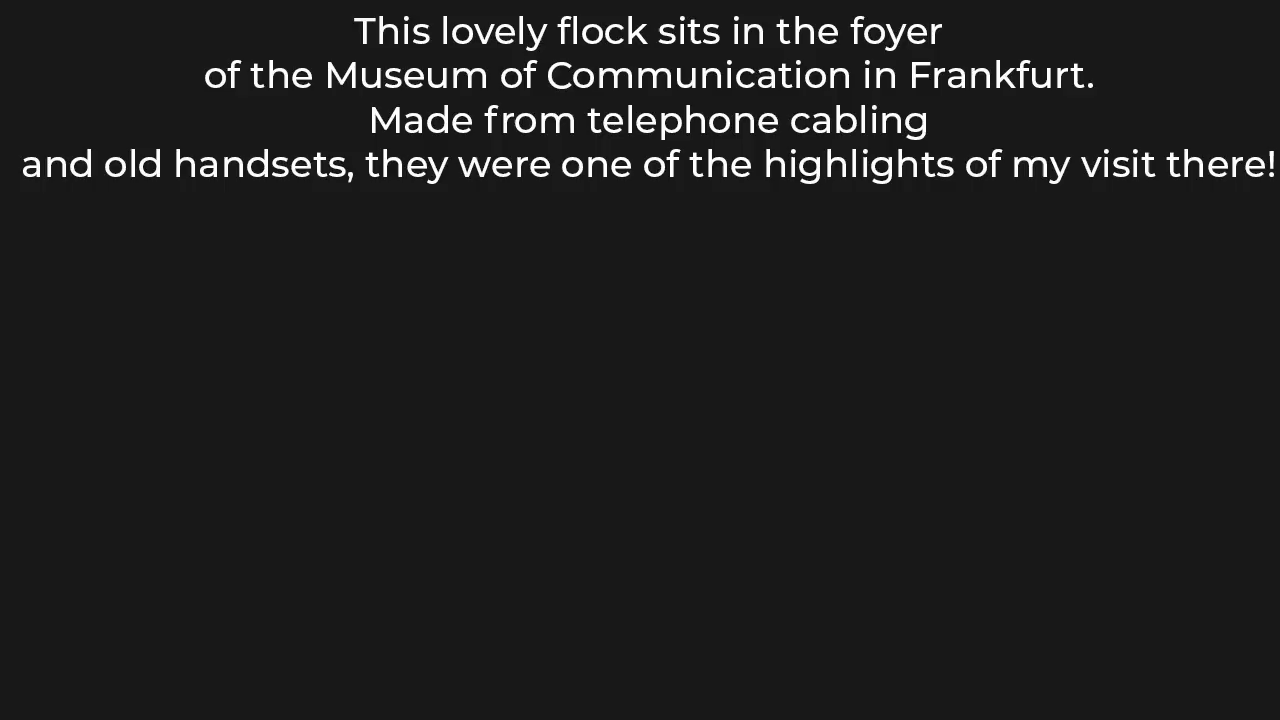 This lovely flock sits in the foyer
of the Museum of Communication in Frankfurt.
Made from telephone cabling
and old handsets, they were one of the highlights of my visit there!